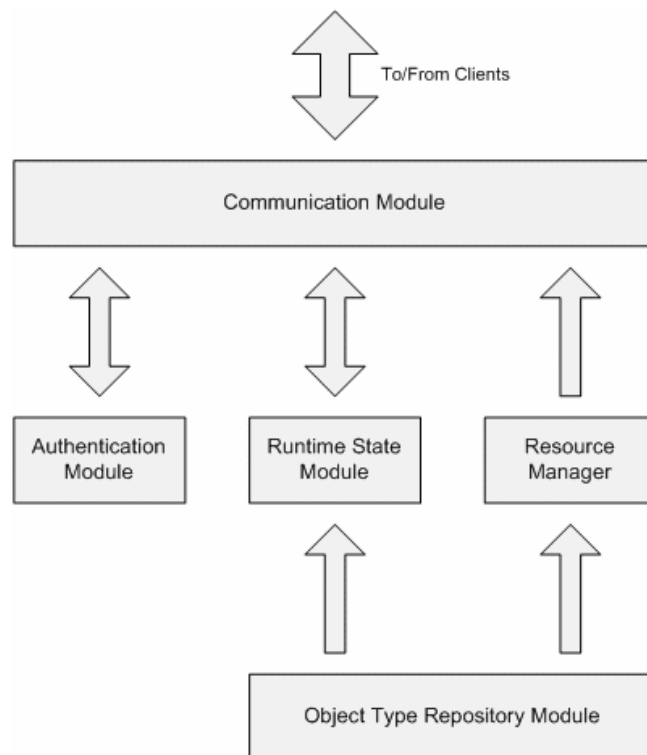 To/From Clients
Communication Module
Authentication
Module
Runtime State
Module
Resource
Manager
Object Type Repository Module